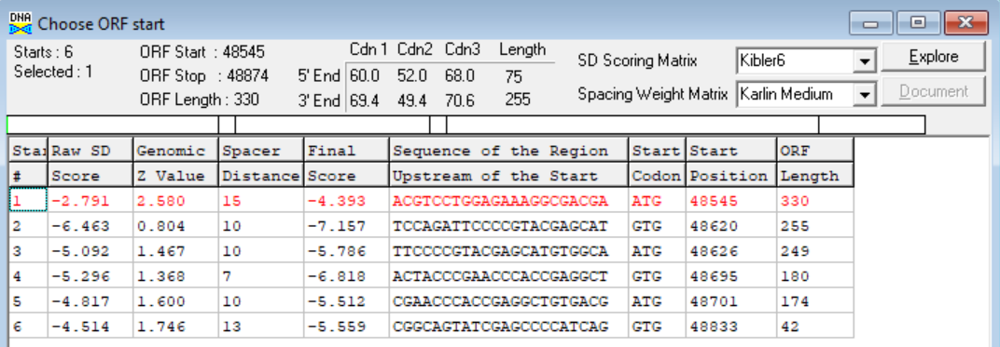 DNA Choose ORF start
Starts : 6 ORF Start : 48545 Cdn 1 Cdn2 Cdn3 Length SD Scoring Matrix Kibler6 Explore
Selected : 1 ORF Stop : 48874 5' End 60.0 52.0 68.0 75 Spacing Weight Matrix Karlin Medium Document
ORF Length : 330 3' End 69.4 49.4 70.6 255
Star Raw SD Genomic Spacer Final Sequence of the Region Start Start ORF
# Score Z Value Distance Score Upstream of the Start Codon Position Length
1 -2.791 2.580 15 -4.393 ACGTCCTGGAGAAAGGCGACGA ATG 48545 330
2 -6.463 0.804 10 -7.157 TCCAGATTCCCCGTACGAGCAT GTG 48620 255
3 -5.092 1.467 10 -5.786 TTCCCCGTACGAGCATGTGGCA ATG 48626 249
4 -5.296 1.368 7 -6.818 ACTACCCGAACCCACCGAGGCT GTG 48695 180
5 -4.817 1.600 10 -5.512 CGAACCCACCGAGGCTGTGACG ATG 48701 174
6 -4.514 1.746 13 -5.559 CGGCAGTATCGAGCCCCATCAG GTG 48833 42